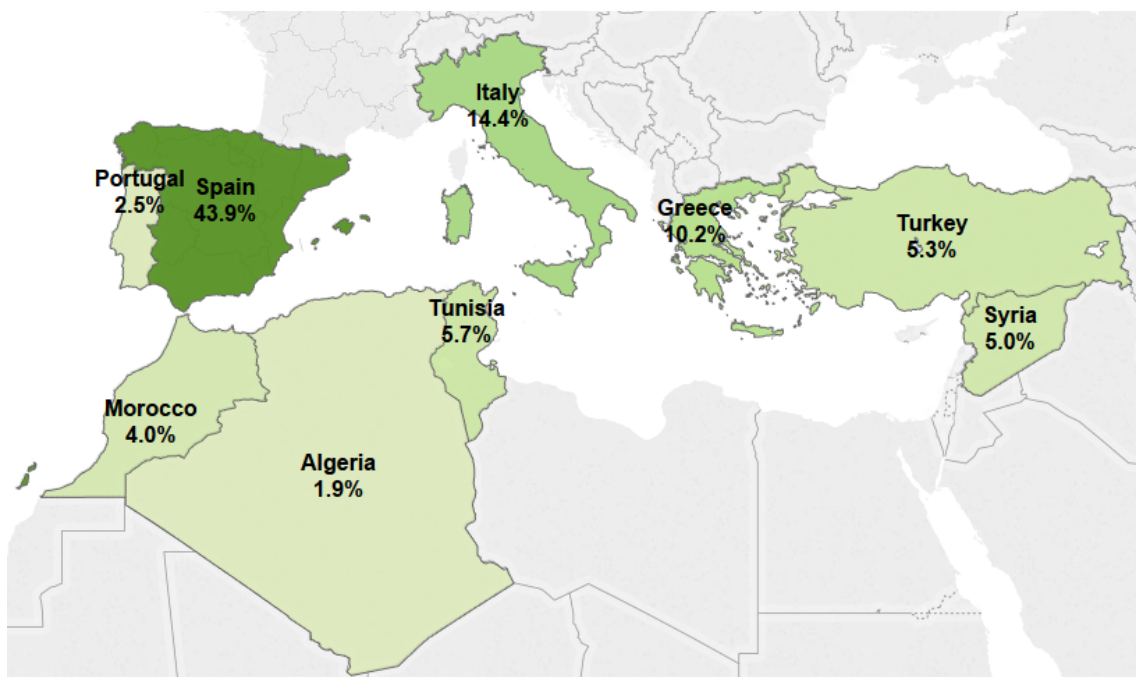 Italy
14.4%
Portugal
2.5%
Spain
43.9%
Greece
10.2%
Turkey
5.3%
Tunisia
5.7%
Syria
5.0%
Morocco
4.0%
Algeria
1.9%